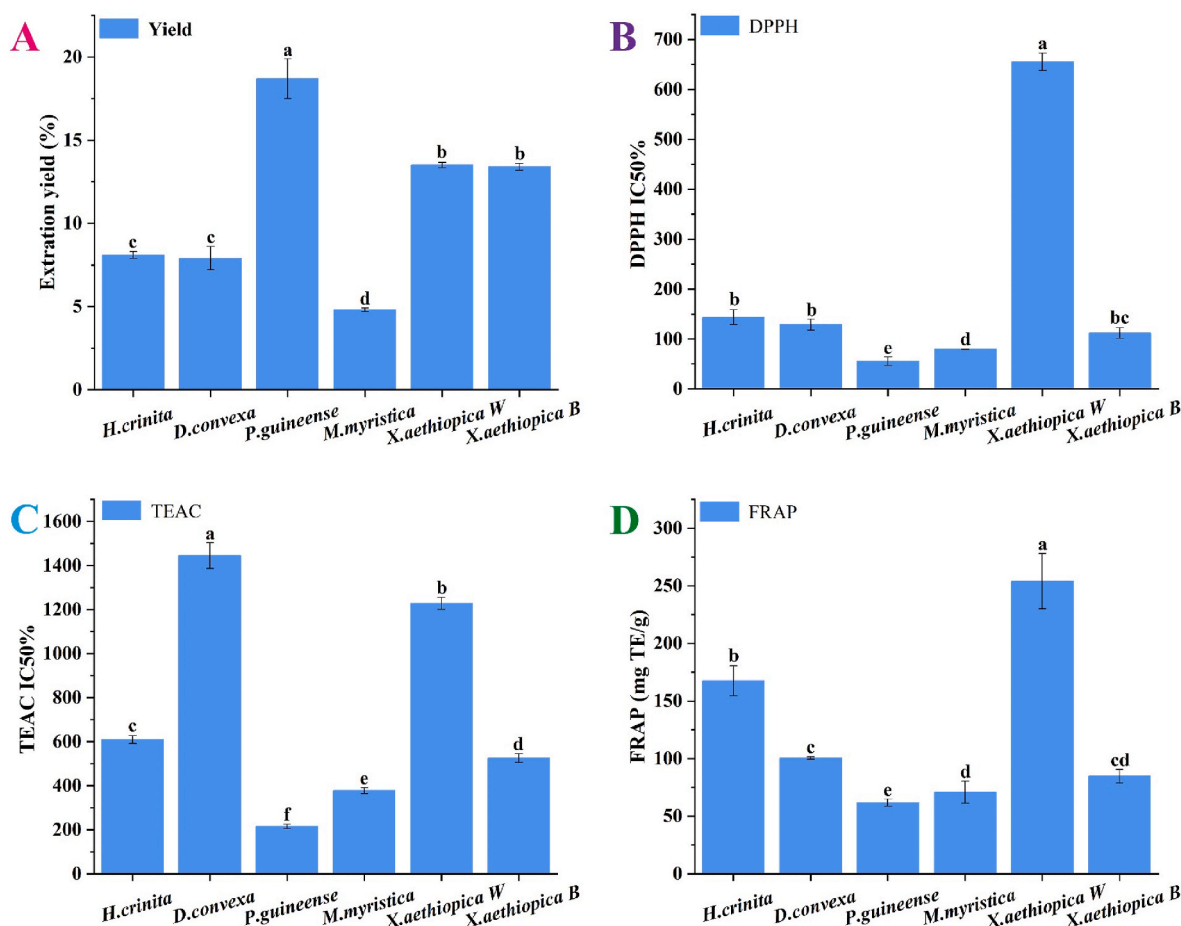 A
Yield
Extration yield (%)
20
15
10
5
0
a
b
b
c
c
d
H.crinita
D.convexa
P.guineense
M.myristica
X.aethiopica W
X.aethiopica B
B
DPPH
DPPH IC50%
700
600
500
400
300
200
100
0
a
b
b
bc
d
e
H.crinita
D.convexa
P.guineense
M.myristica
X.aethiopica W
X.aethiopica B
C
TEAC
TEAC IC50%
1600
1400
1200
1000
800
600
400
200
0
a
b
c
d
e
f
H.crinita
D.convexa
P.guineense
M.myristica
X.aethiopica W
X.aethiopica B
D
FRAP
FRAP (mg TE/g)
300
250
200
150
100
50
0
a
b
c
cd
d
e
H.crinita
D.convexa
P.guineense
M.myristica
X.aethiopica W
X.aethiopica B